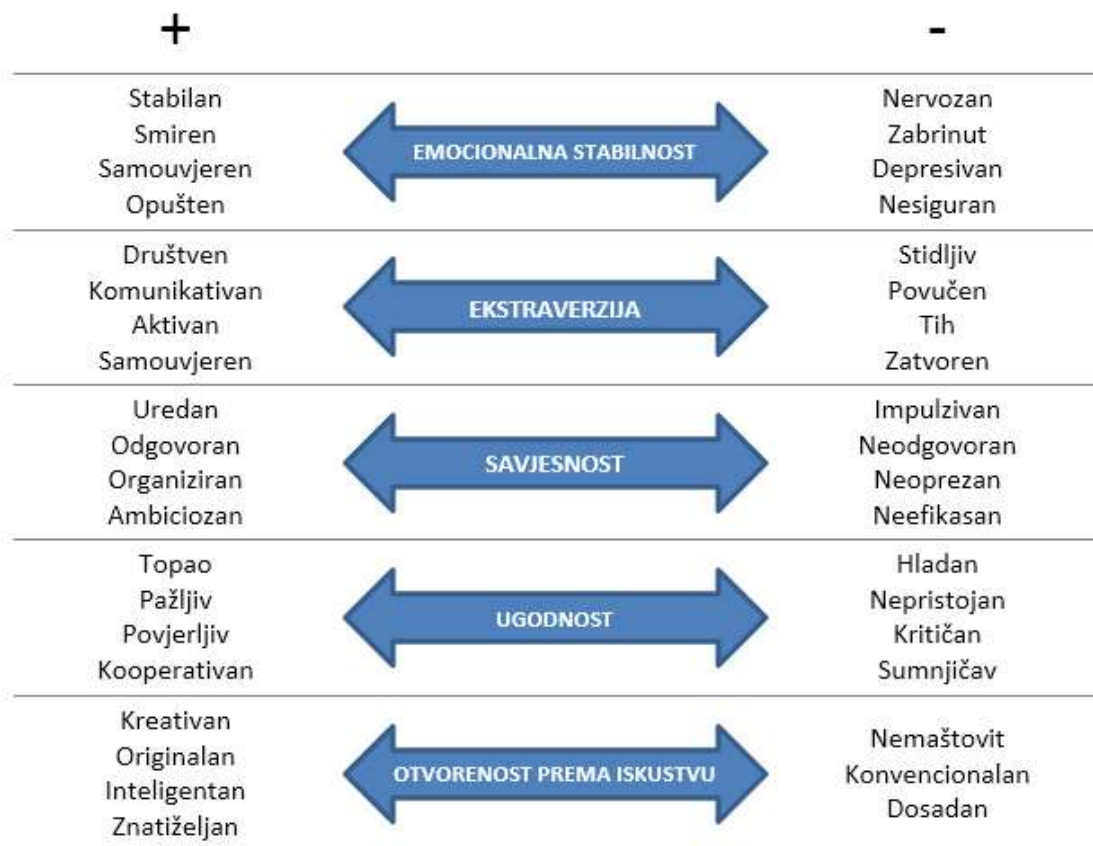 +
-
Stabilan
Smiren
Samouvjeren
Opušten
EMOCIONALNA STABILNOST
Nervozan
Zabrinut
Depresivan
Nesiguran
Društven
Komunikativan
Aktivan
Samouvjeren
EKSTRAVERZIJA
Stidljiv
Povučen
Tih
Zatvoren
Uredan
Odgovoran
Organiziran
Ambiciozan
SAVJESNOST
Impulzivan
Neodgovoran
Neoprezan
Neefikasan
Topao
Pažljiv
Povjerljiv
Kooperativan
UGODNOST
Hladan
Nepristojan
Kritičan
Sumnjičav
Kreativan
Originalan
Inteligentan
Znatiželjan
OTVORENOST PREMA ISKUSTVU
Nemaštovit
Konvencionalan
Dosadan